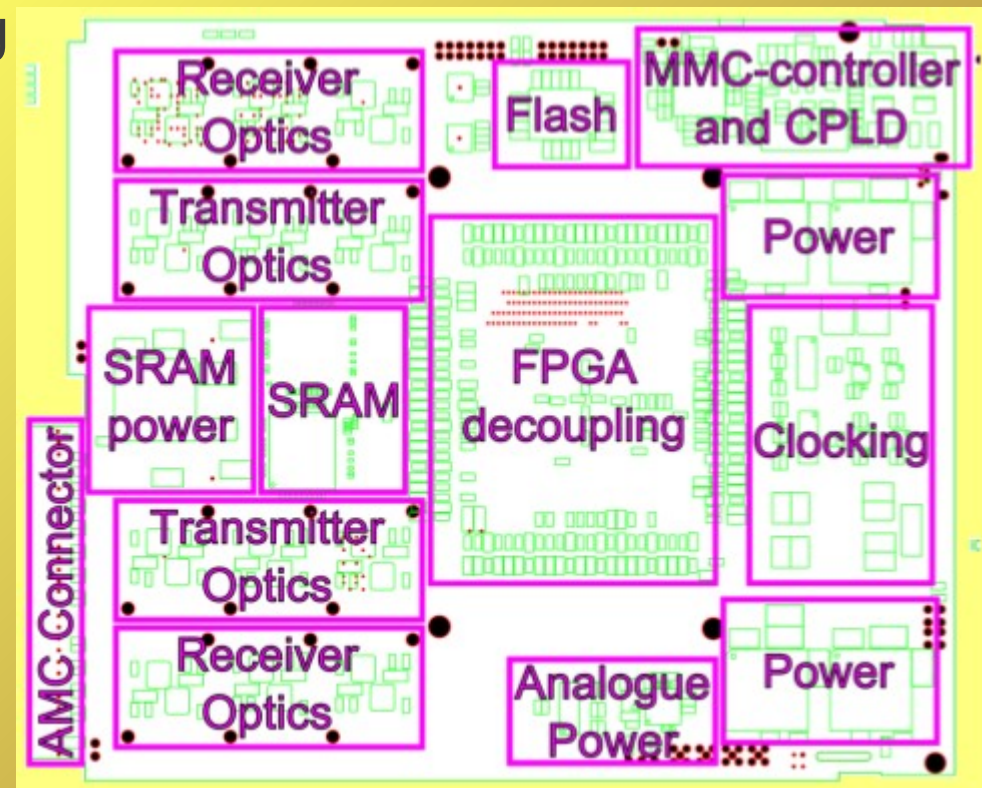 Receiver
Optics
Flash
MMC-controller
and CPLD
Transmitter
Optics
Power
SRAM
power
SRAM
FPGA
decoupling
Clocking
AMC Connector
Transmitter
Optics
Receiver
Optics
Analogue
Power
Power